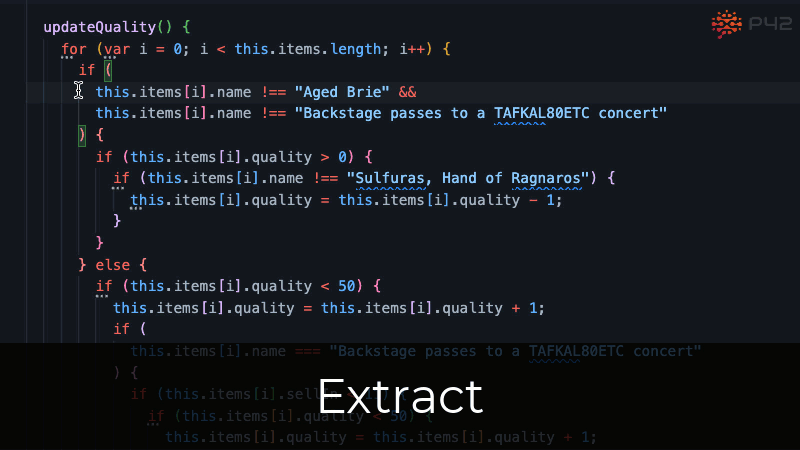 P42
updateQuality() {
for (var i = 0; i < this.items.length; i++) {
if (
this.items[i].name !== "Aged Brie" &&
this.items[i].name !== "Backstage passes to a TAFKAL80ETC concert"
) {
if (this.items[i].quality > 0) {
if (this.items[i].name !== "Sulfuras, Hand of Ragnaros") {
this.items[i].quality = this.items[i].quality - 1;
}
}
} else {
if (this.items[i].quality < 50) {
this.items[i].quality = this.items[i].quality + 1;
if (
this.items[i].name === "Backstage passes to a TAFKAL80ETC concert"
) {
if (this.items[i].sellIn
if (this.items[i].quality < 50) {
this.items[i].quality = this.items[i].quality + 1;
Extract